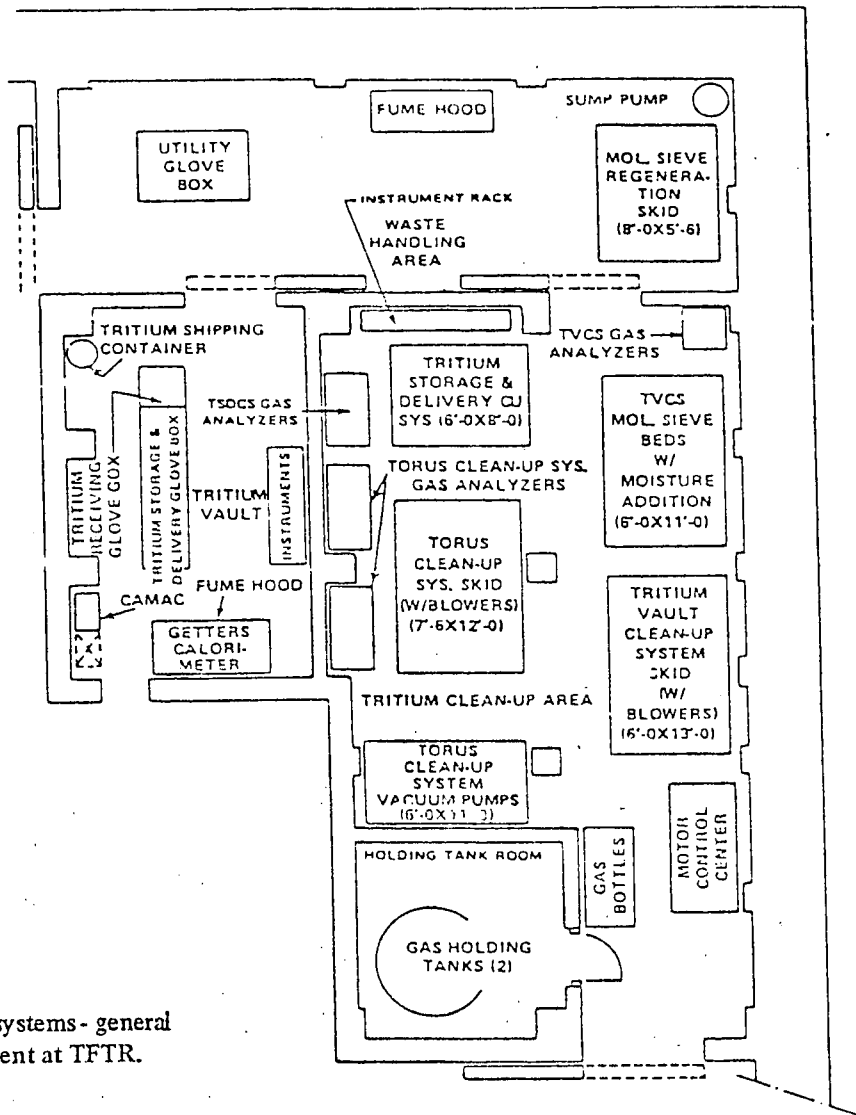 FUME HOOD
SUMP PUMP
UTILITY
GLOVE
BOX
MOL. SIEVE
REGENERA-
TION
SKID
(8'-0X5'-6)
INSTRUMENT RACK
WASTE
HANDLING
AREA
TRITIUM SHIPPING
CONTAINER
TVCS GAS
ANALYZERS
TRITIUM
STORAGE &
DELIVERY CU
SYS (6'-0X8'-0)
TSDCS GAS
ANALYZERS
TVCS
MOL. SIEVE
BEDS
W/
MOISTURE
ADDITION
(6'-0X11'-0)
TRITIUM
RECEIVING
GLOVE GOX
TRITIUM STORAGE &
DELIVERY GLOVE BOX
TRITIUM
VAULT
INSTRUMENTS
TORUS CLEAN-UP SYS.
GAS ANALYZERS
TORUS
CLEAN-UP
SYS. SKID
(W/BLOWERS)
(7'-6X12'-0)
CAMAC
FUME HOOD
GETTERS
CALORI-
METER
TRITIUM
VAULT
CLEAN-UP
SYSTEM
SKID
(W/
BLOWERS)
(6'-0X13'-0)
TRITIUM CLEAN-UP AREA
TORUS
CLEAN-UP
SYSTEM
VACUUM PUMPS
HOLDING TANK ROOM
GAS
BOTTLES
MOTOR
CONTROL
CENTER
GAS HOLDING
TANKS (2)
systems - general
ent at TFTR.